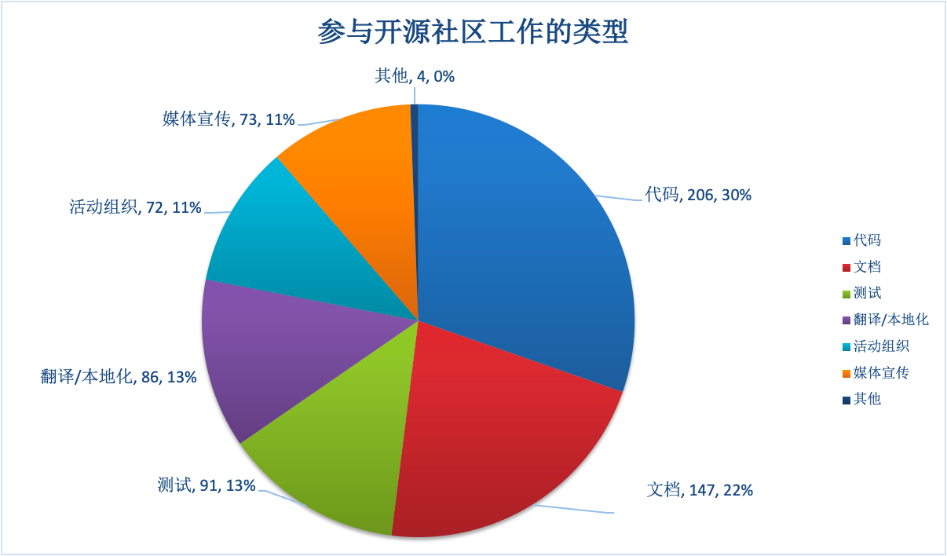 参与开源社区工作的类型
其他, 4, 0%
媒体宣传, 73, 11%
代码, 206, 30%
活动组织, 72, 11%
翻译/本地化, 86, 13%
测试, 91, 13%
文档, 147, 22%
代码
文档
测试
翻译/本地化
活动组织
媒体宣传
其他